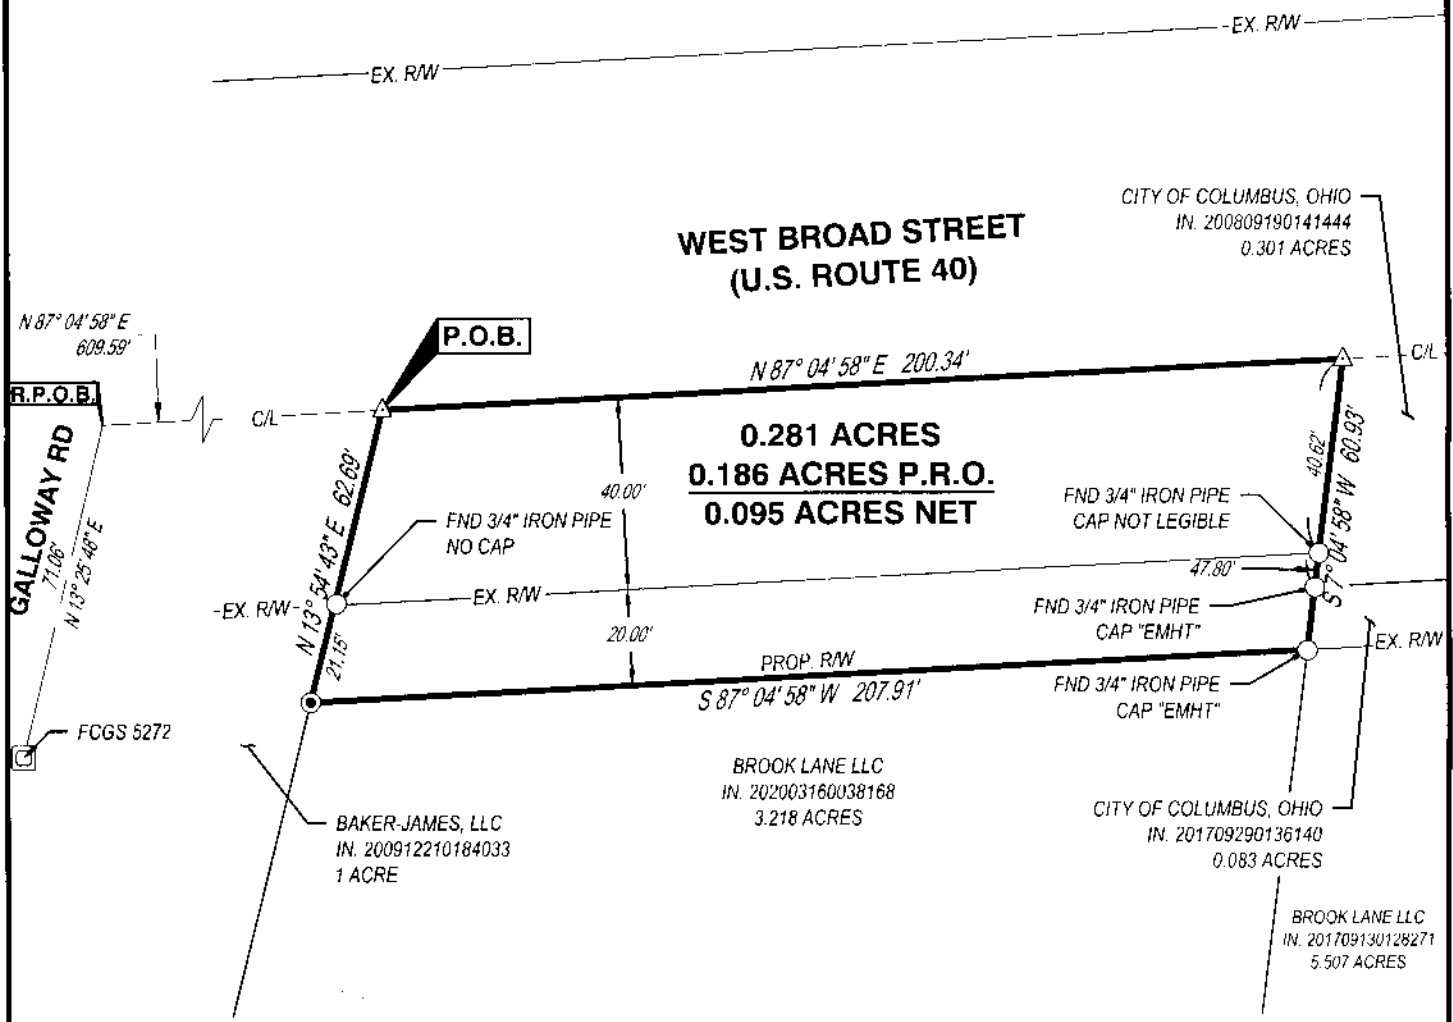 EX. R/W
EX. R/W
WEST BROAD STREET
(U.S. ROUTE 40)
CITY OF COLUMBUS, OHIO
IN. 200809190141444
0.301 ACRES
N 87° 04' 58" E
609.59'
P.O.B.
R.P.O.B.
C/L
C/L
N 87° 04' 58" E 200.34'
GALLOWAY RD
71.06'
N 13° 25' 48" E
N 13° 54' 43" E 62.69'
21.15'
40.00'
0.281 ACRES
0.186 ACRES P.R.O.
0.095 ACRES NET
FND 3/4" IRON PIPE
NO CAP
FND 3/4" IRON PIPE
CAP NOT LEGIBLE
40.62'
S 7° 04' 58" W 60.93'
47.80'
EX. R/W
EX. R/W
20.00'
FND 3/4" IRON PIPE
CAP "EMHT"
EX. R/W
PROP. R/W
S 87° 04' 58" W 207.91'
FND 3/4" IRON PIPE
CAP "EMHT"
FCGS 5272
BAKER-JAMES, LLC
IN. 200912210184033
1 ACRE
BROOK LANE LLC
IN. 202003160038168
3.218 ACRES
CITY OF COLUMBUS, OHIO
IN. 201709290136140
0.083 ACRES
BROOK LANE LLC
IN. 201709130128271
5.507 ACRES